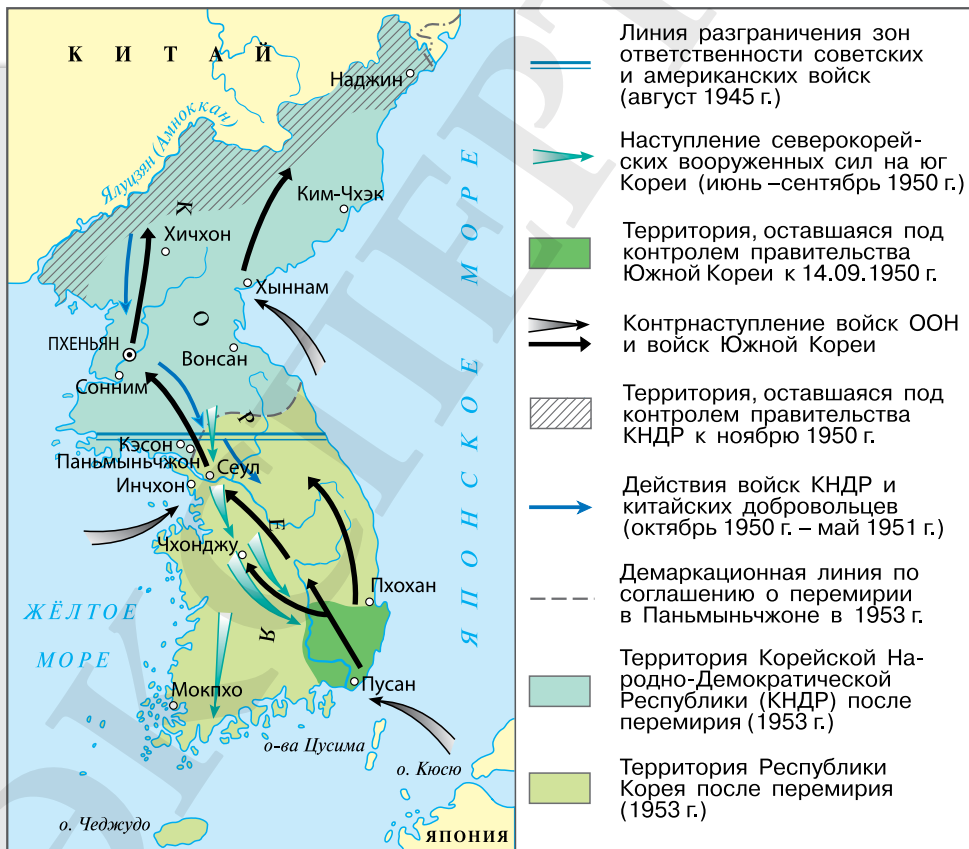 КИТАЙ
Наджин
Ялуцзян (Амноккан)
Ким-Чхэк
Хичхон
Хыннам
ПХЕНЬЯН
Вонсан
Сонним
КОРЕЯ
Кэсон
Паньмыньчжон
Сеул
Инчхон
Чхонджу
Пхохан
ЖЁЛТОЕ
МОРЕ
ЯПОНСКОЕ МОРЕ
Мокпхо
Пусан
о-ва Цусима
о. Кюсю
о. Чеджудо
ЯПОНИЯ
Линия разграничения зон
ответственности советских
и американских войск
(август 1945 г.)
Наступление северокорей-
ских вооруженных сил на юг
Кореи (июнь –сентябрь 1950 г.)
Территория, оставшаяся под
контролем правительства
Южной Кореи к 14.09.1950 г.
Контрнаступление войск ООН
и войск Южной Кореи
Территория, оставшаяся под
контролем правительства
КНДР к ноябрю 1950 г.
Действия войск КНДР и
китайских добровольцев
(октябрь 1950 г. – май 1951 г.)
Демаркационная линия по
соглашению о перемирии
в Паньмыньчжоне в 1953 г.
Территория Корейской На-
родно-Демократической
Республики (КНДР) после
перемирия (1953 г.)
Территория Республики
Корея после перемирия
(1953 г.)